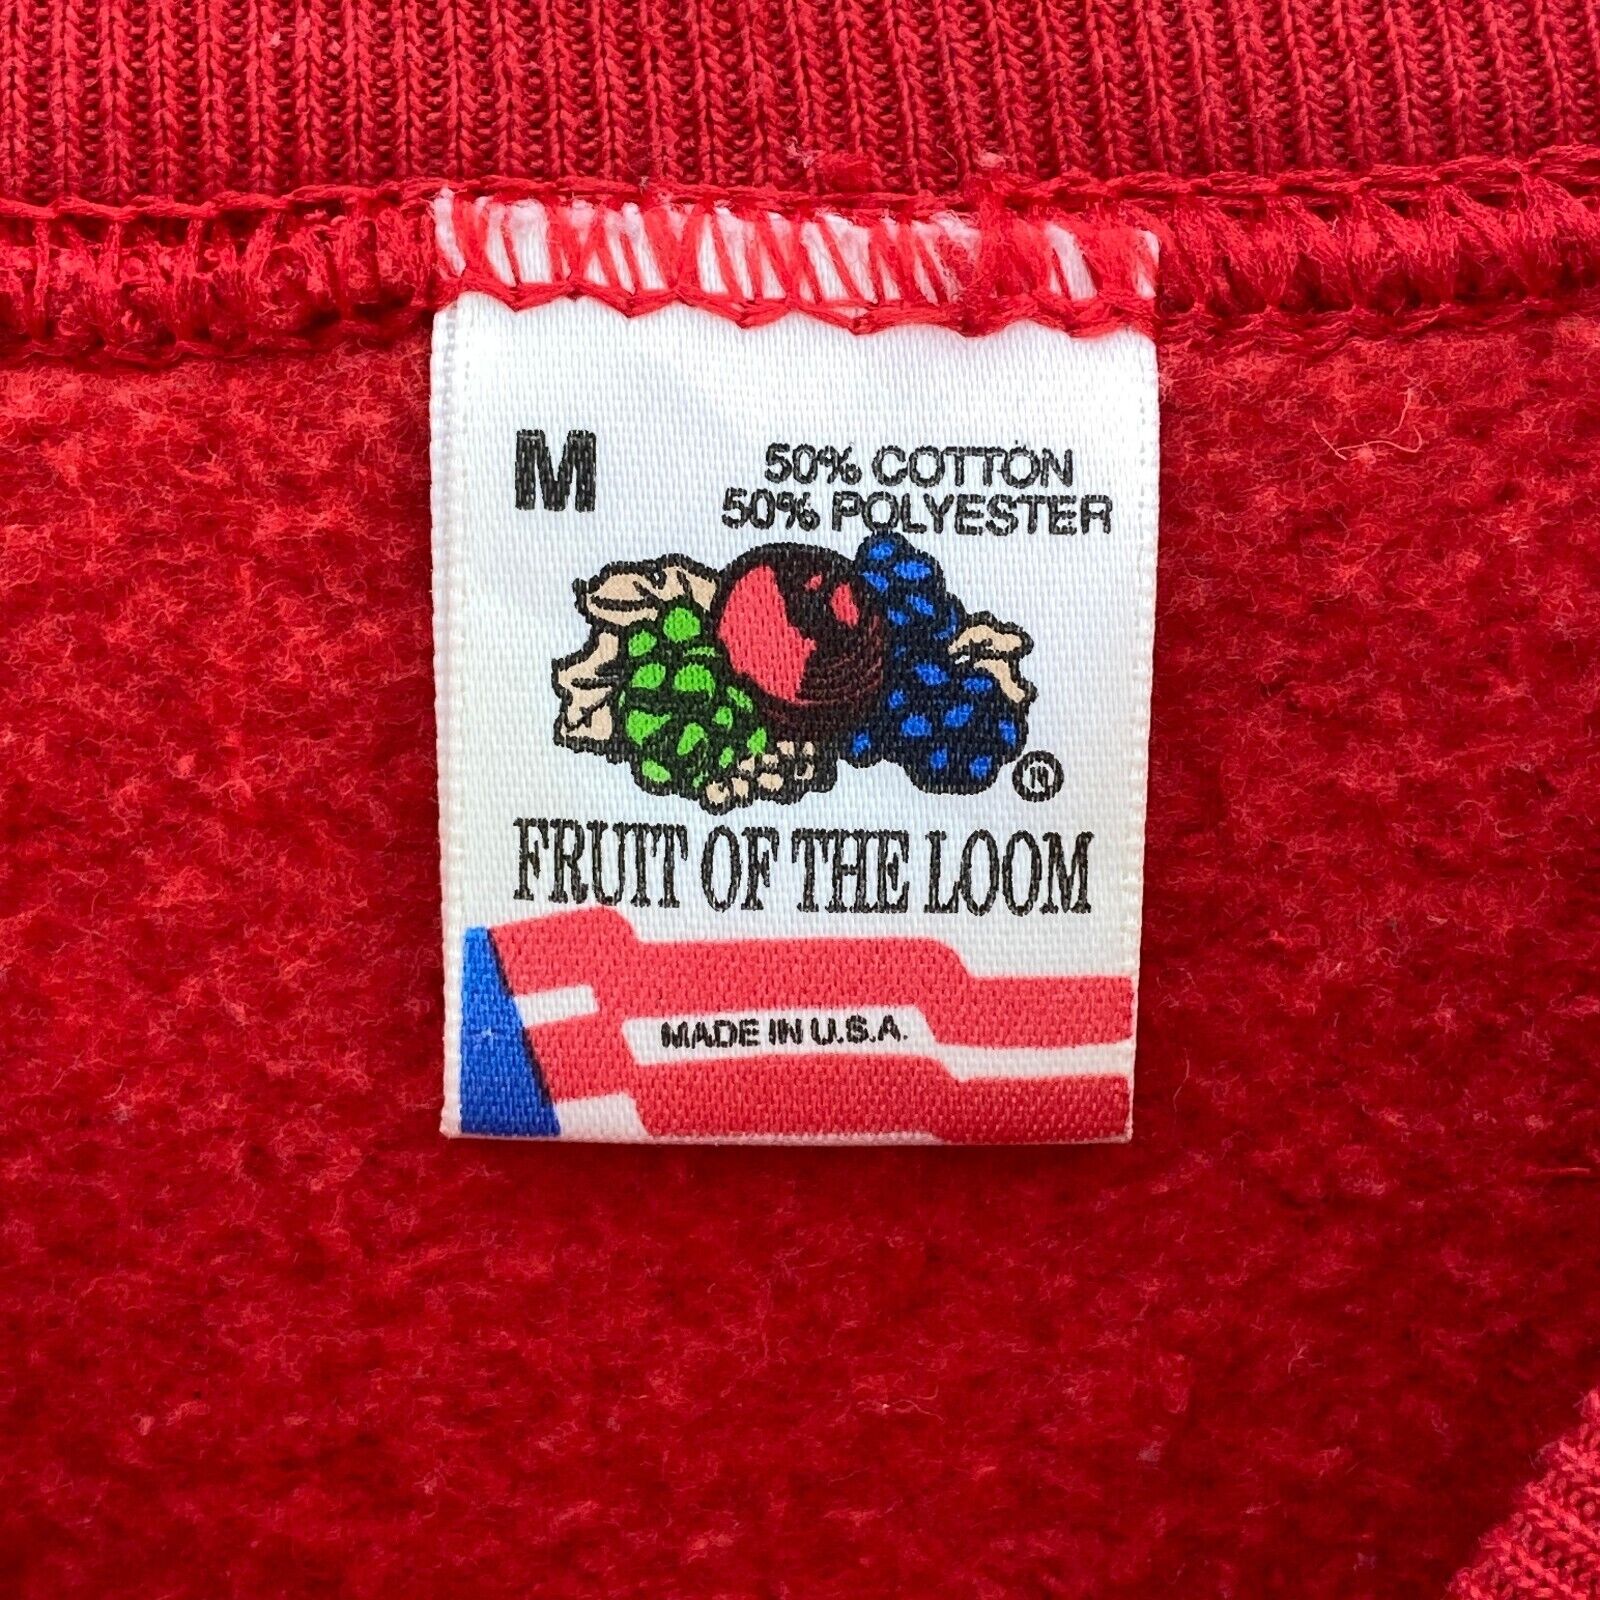 M
50% COTTON
50% POLYESTER
®
FRUIT OF THE LOOM
MADE IN U.S.A.